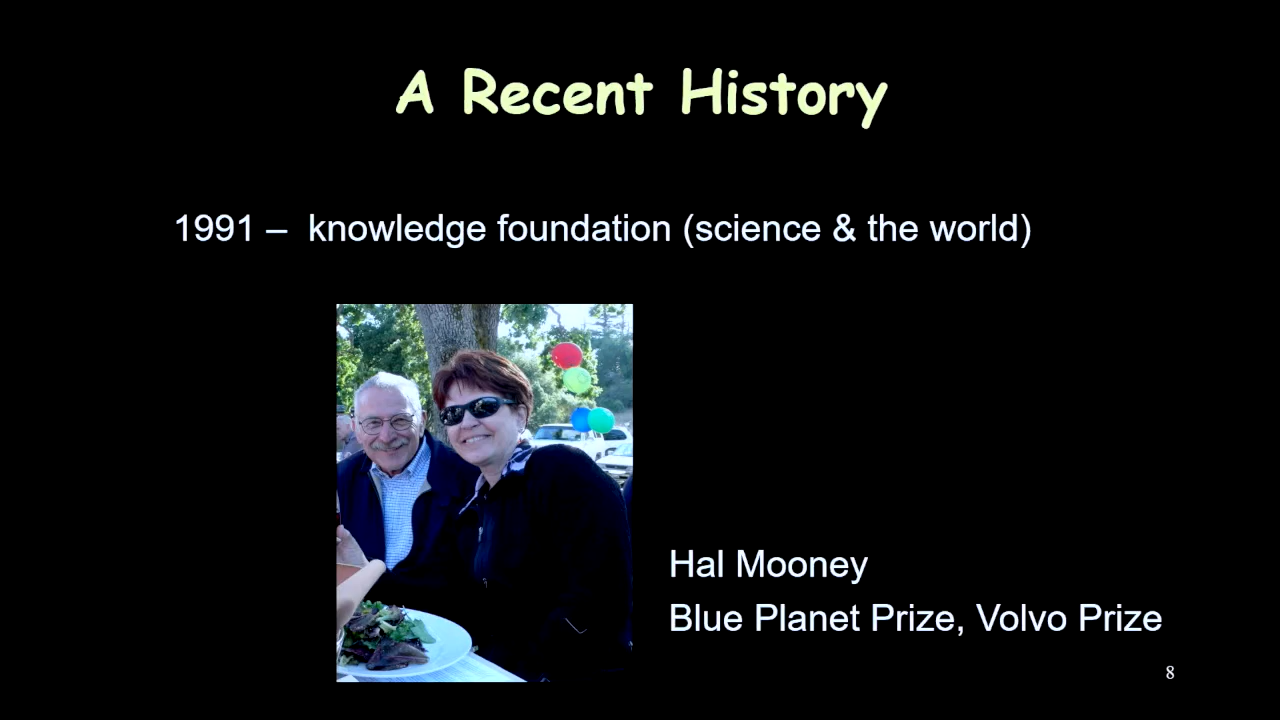 A Recent History
1991 – knowledge foundation (science & the world)
Hal Mooney
Blue Planet Prize, Volvo Prize
8